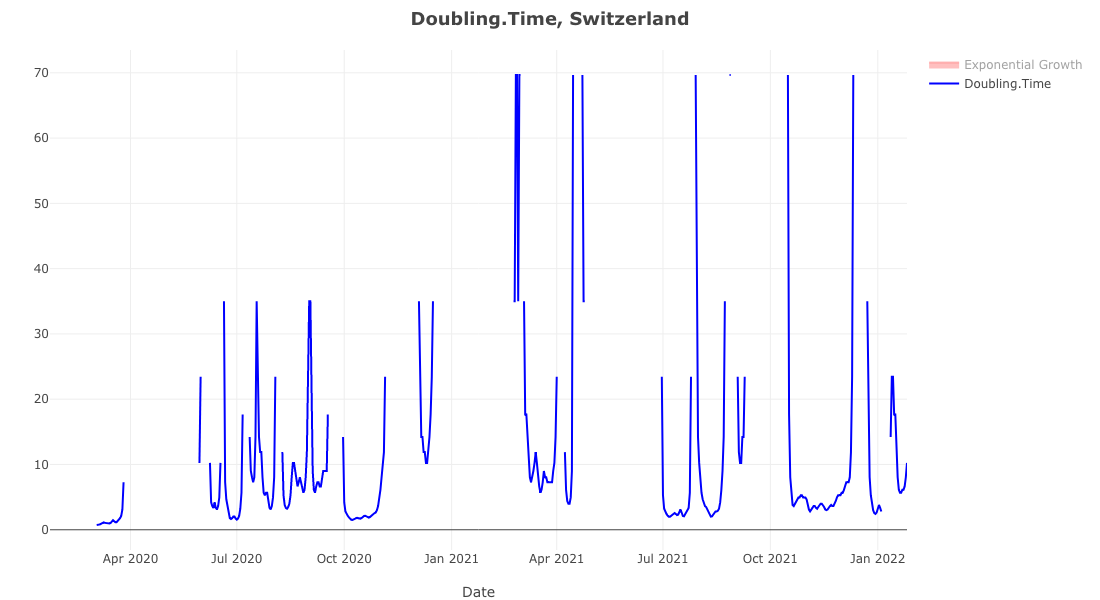 Doubling.Time, Switzerland
Exponential Growth
Doubling.Time
70
60
50
40
30
20
10
0
Apr 2020
Jul 2020
Oct 2020
Jan 2021
Apr 2021
Jul 2021
Oct 2021
Jan 2022
Date